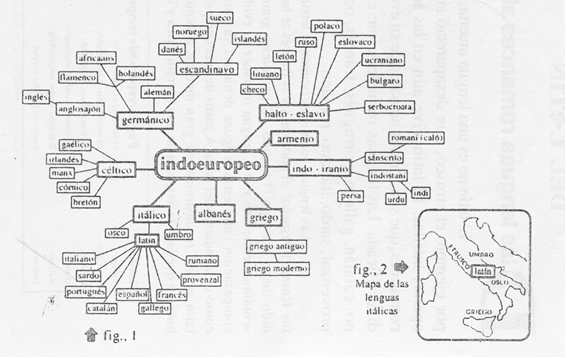 sueco
noruego
danés
islandés
escandinavo
africaans
holandés
flamenco
alemán
inglés
anglosajón
germánico
polaco
ruso
eslovaco
letón
ucraniano
lituano
bulgaro
checo
serbocroata
balto - eslavo
armenio
indoeuropeo
romaní (caló)
sánscrito
indo - iranio
indostani
indi
urdu
persa
gaélico
irlandés
manx
córnico
bretón
céltico
itálico
osco
umbro
latín
italiano
sardo
portugués
catalán
español
gallego
francés
provenzal
rumano
albanés
griego
griego antiguo
griego moderno
fig., 1
fig., 2
Mapa de las
lenguas
itálicas
ETRUSCO
UMBRO
latín
OSCO
GRIEGO